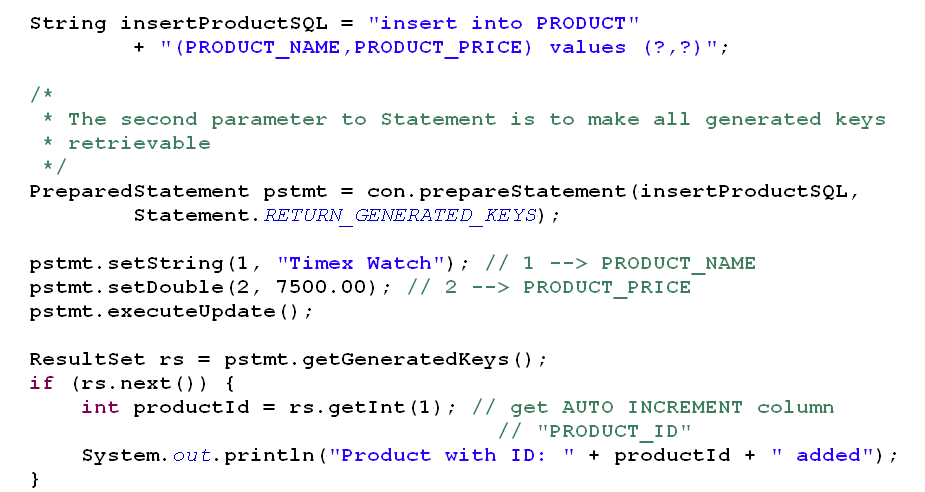 String insertProductSQL = "insert into PRODUCT"
        + "(PRODUCT_NAME,PRODUCT_PRICE) values (?,?)";

/*
 * The second parameter to Statement is to make all generated keys
 * retrievable
 */
PreparedStatement pstmt = con.prepareStatement(insertProductSQL,
        Statement.RETURN_GENERATED_KEYS);

pstmt.setString(1, "Timex Watch"); // 1 --> PRODUCT_NAME
pstmt.setDouble(2, 7500.00); // 2 --> PRODUCT_PRICE
pstmt.executeUpdate();

ResultSet rs = pstmt.getGeneratedKeys();
if (rs.next()) {
    int productId = rs.getInt(1); // get AUTO INCREMENT column
                                    // "PRODUCT_ID"
    System.out.println("Product with ID: " + productId + " added");
}